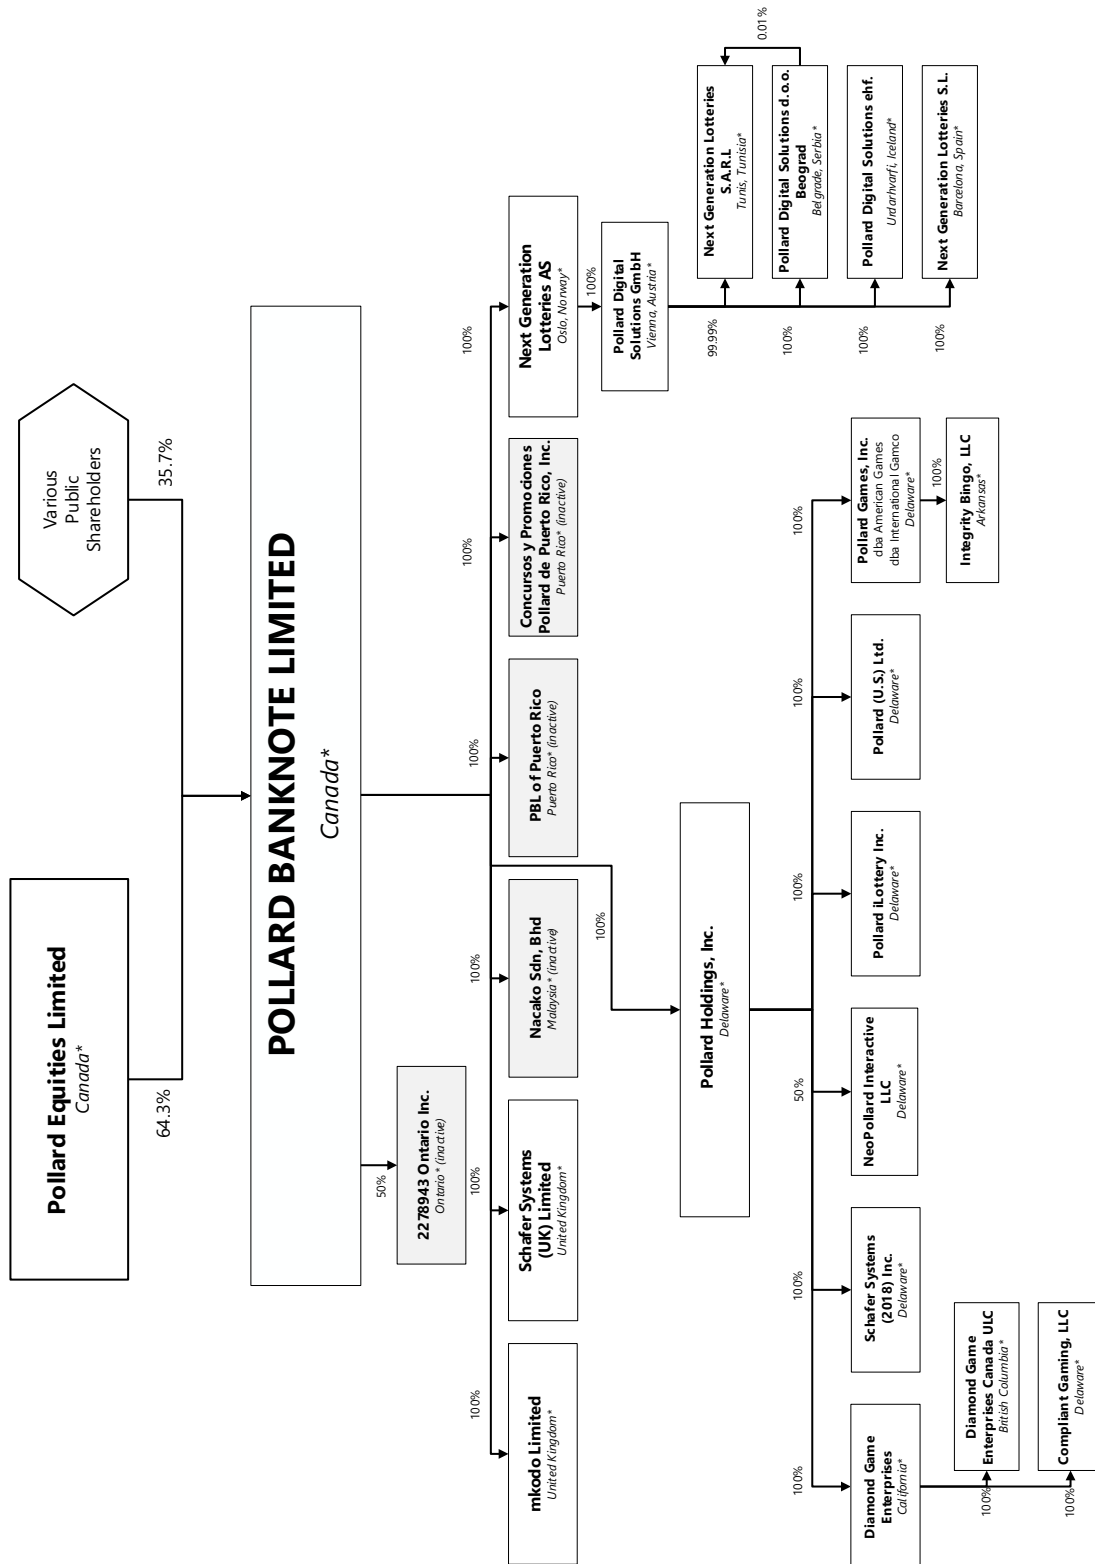 Pollard Equities Limited
Canada*
Various
Public
Shareholders
64.3%
35.7%
POLLARD BANKNOTE LIMITED
Canada*
50%
2278943 Ontario Inc.
Ontario* (inactive)
100%
100%
100%
100%
100%
100%
mkodo Limited
United Kingdom*
Schafer Systems
(UK) Limited
United Kingdom*
Nacako Sdn, Bhd
Malaysia* (inactive)
PBL of Puerto Rico
Puerto Rico* (inactive)
Concursos y Promociones
Pollard de Puerto Rico, Inc.
Puerto Rico* (inactive)
Next Generation
Lotteries AS
Oslo, Norway*
100%
100%
Pollard Digital
Solutions GmbH
Vienna, Austria*
99.99%
Next Generation Lotteries
S.A.R.L
Tunis, Tunisia*
0.01%
100%
Pollard Digital Solutions d.o.o.
Beograd
Belgrade, Serbia*
100%
Pollard Digital Solutions ehf.
Urdarhvarfi, Iceland*
100%
Next Generation Lotteries S.L.
Barcelona, Spain*
Pollard Holdings, Inc.
Delaware*
100%
100%
50%
100%
100%
100%
Diamond Game
Enterprises
California*
Schafer Systems
(2018) Inc.
Delaware*
NeoPollard Interactive
LLC
Delaware*
Pollard iLottery Inc.
Delaware*
Pollard (U.S.) Ltd.
Delaware*
Pollard Games, Inc.
dba American Games
dba International Gamco
Delaware*
100%
Diamond Game
Enterprises Canada ULC
British Columbia*
100%
Compliant Gaming, LLC
Delaware*
100%
Integrity Bingo, LLC
Arkansas*